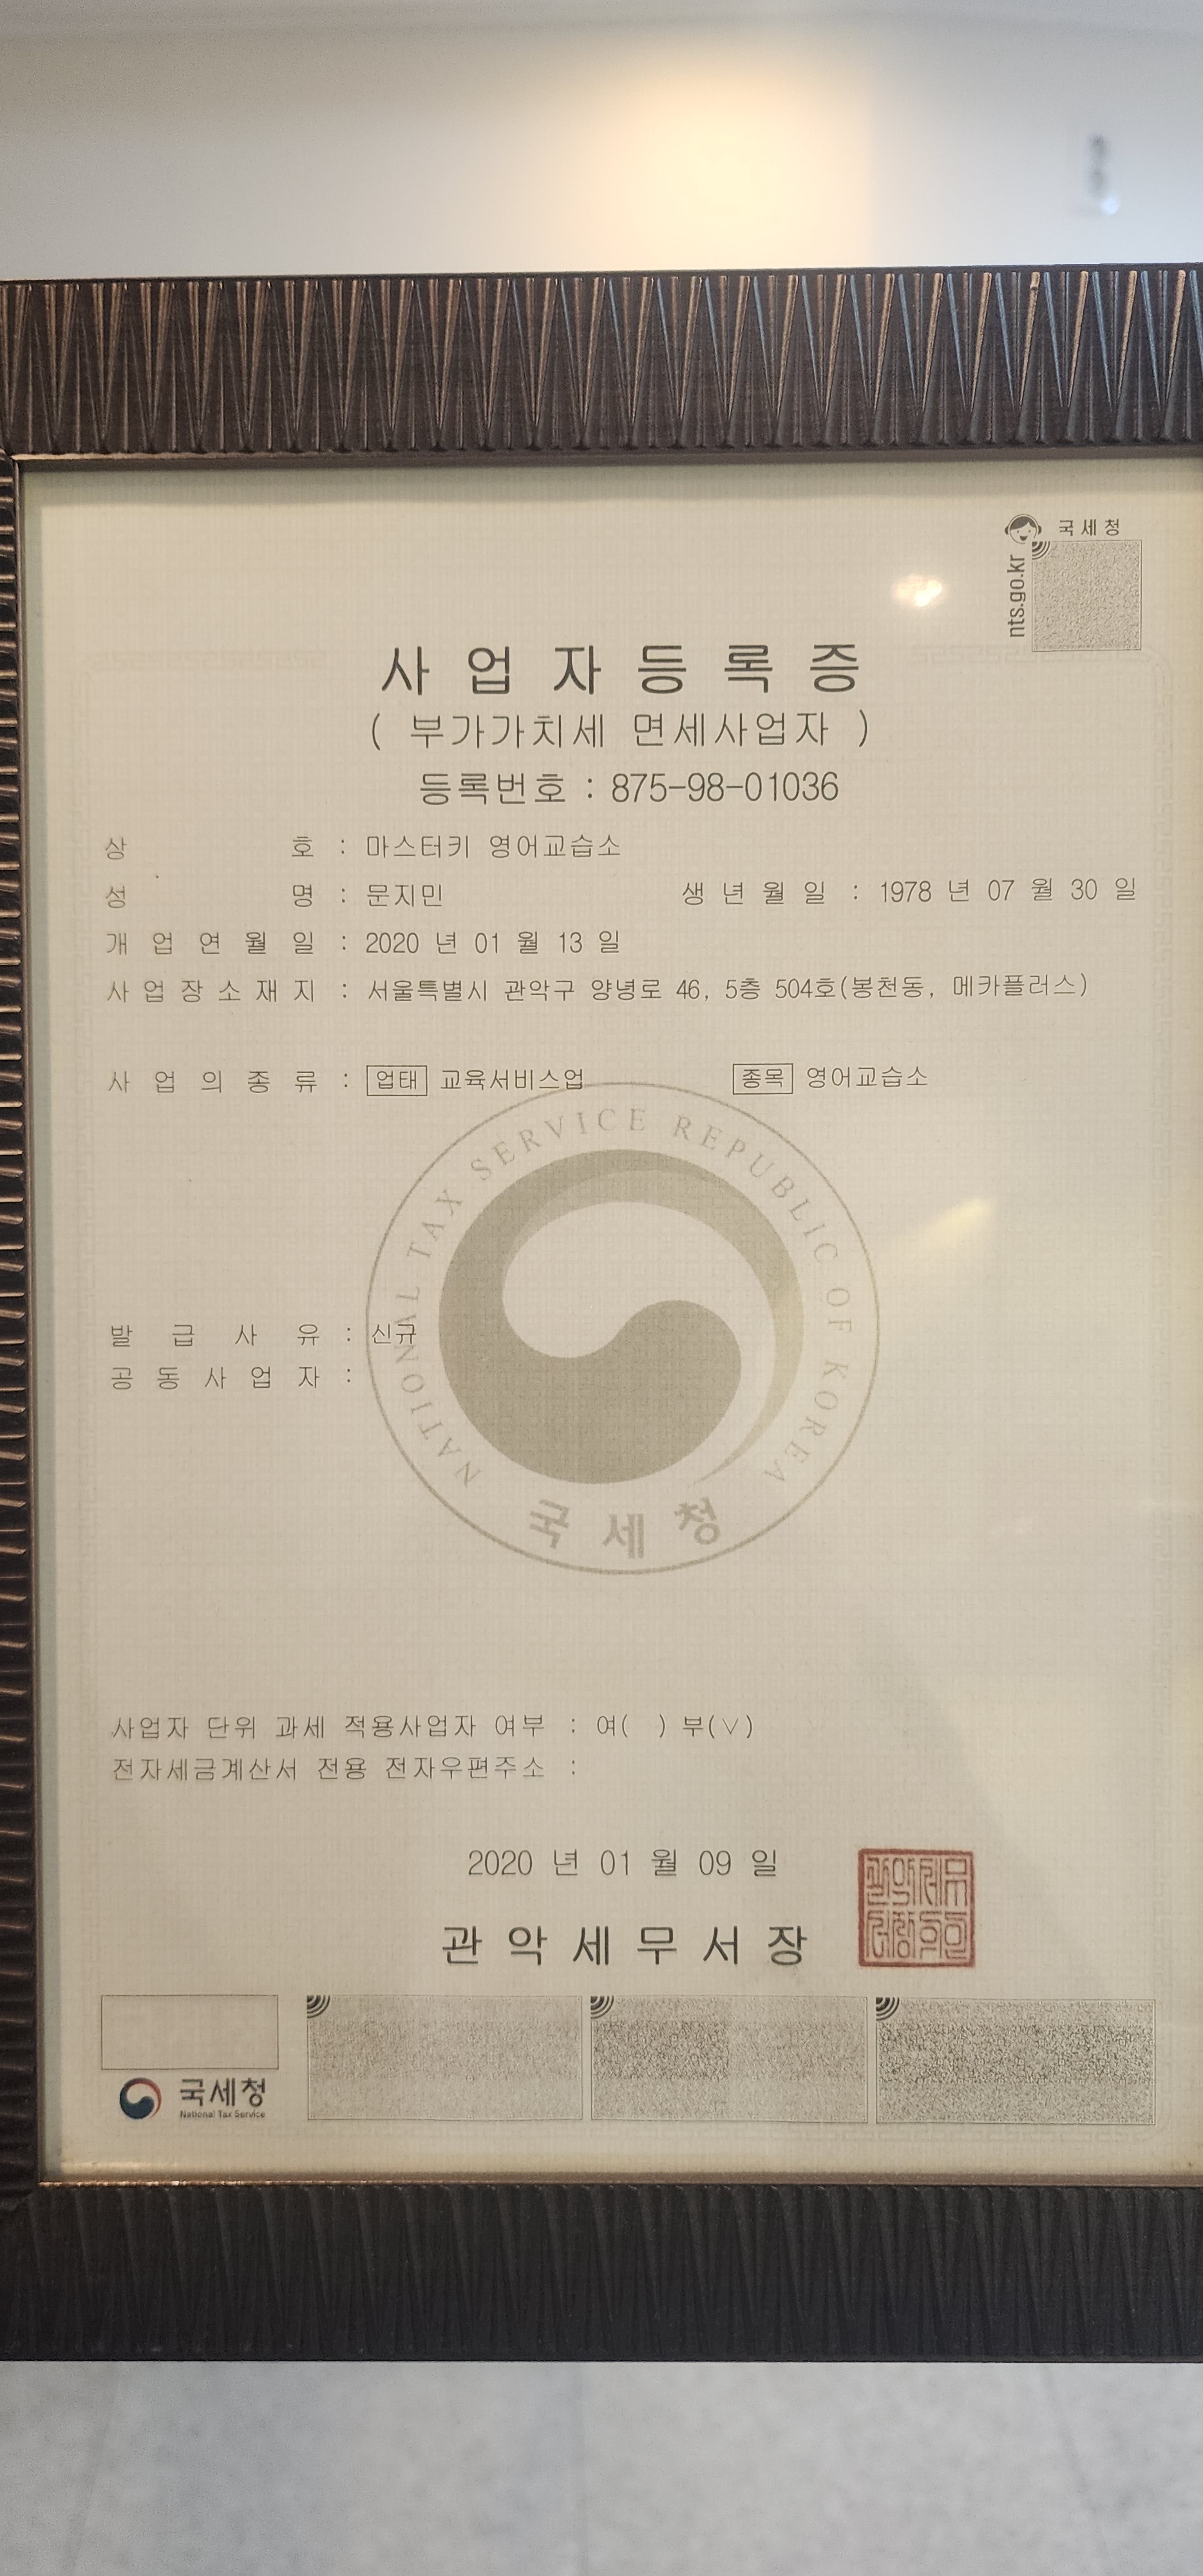 국세청
nts.go.kr
사업자등록증
( 부가가치세 면세사업자 )
등록번호 : 875-98-01036
상 호 : 마스터키 영어교습소
성 명 : 문지민 생 년 월 일 : 1978 년 07 월 30 일
개 업 연 월 일 : 2020 년 01 월 13 일
사 업 장 소 재 지 : 서울특별시 관악구 양녕로 46, 5층 504호(봉천동, 메카플러스)
사 업 의 종 류 : 업태 교육서비스업 종목 영어교습소
NATIONAL TAX SERVICE REPUBLIC OF KOREA
발 급 사 유 : 신규
공 동 사 업 자 :
국세청
사업자 단위 과세 적용사업자 여부 : 여( ) 부(∨)
전자세금계산서 전용 전자우편주소 :
2020 년 01 월 09 일
관 악 세 무 서 장
국세청
National Tax Service